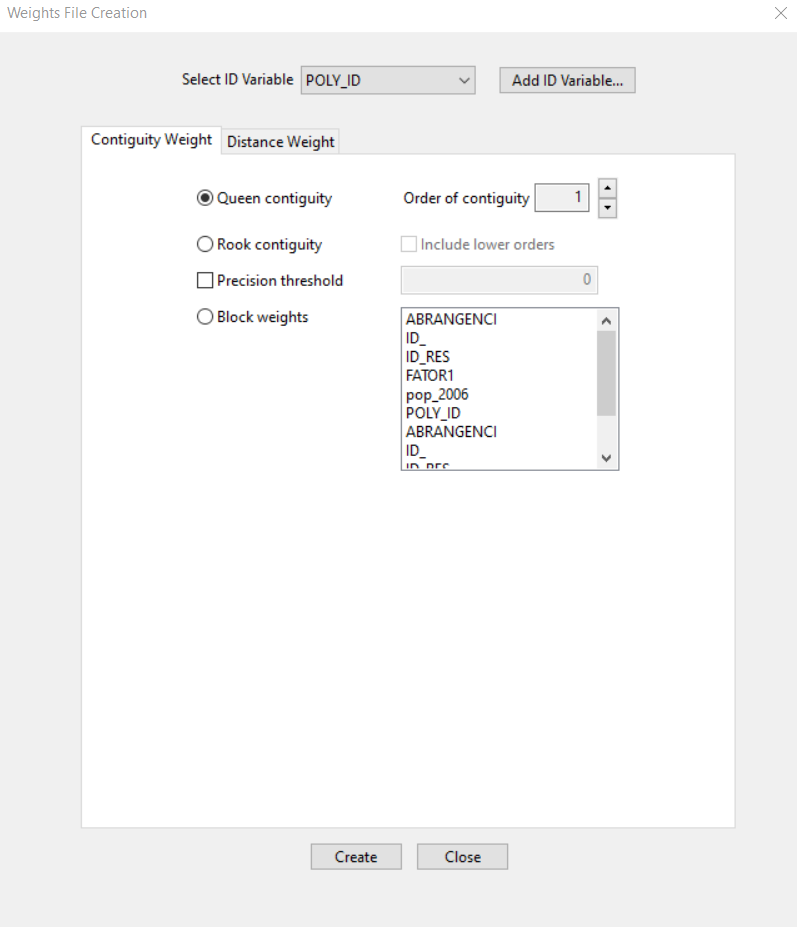 Weights File Creation
Select ID Variable POLY_ID Add ID Variable...
Contiguity Weight Distance Weight
Queen contiguity Order of contiguity 1
Rook contiguity Include lower orders
Precision threshold 0
Block weights
ABRANGENCI
ID_
ID_RES
FATOR1
pop_2006
POLY_ID
ABRANGENCI
ID_
ID_RES
Create Close